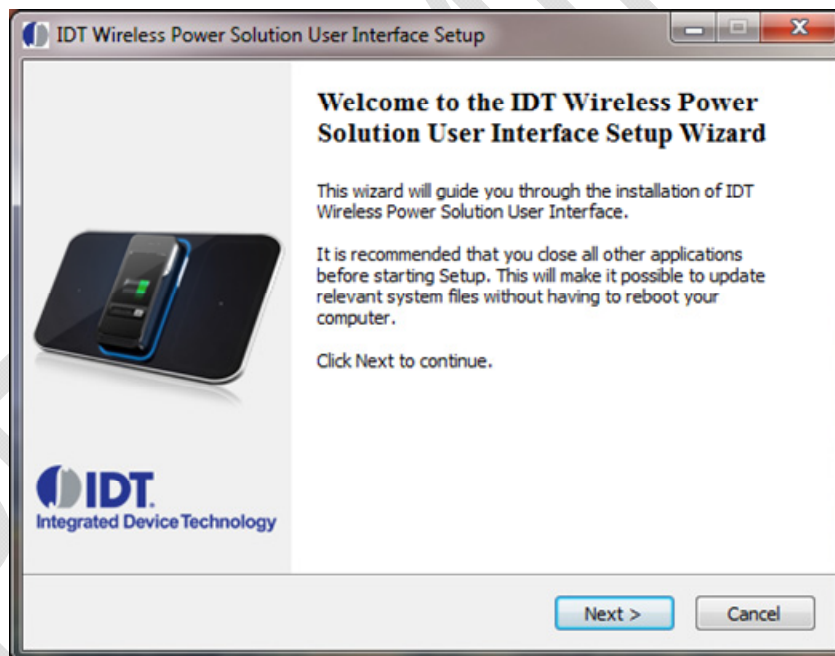 IDT Wireless Power Solution User Interface Setup
Welcome to the IDT Wireless Power
Solution User Interface Setup Wizard
This wizard will guide you through the installation of IDT
Wireless Power Solution User Interface.
It is recommended that you close all other applications
before starting Setup. This will make it possible to update
relevant system files without having to reboot your
computer.
Click Next to continue.
IDT.
Integrated Device Technology
Next >
Cancel